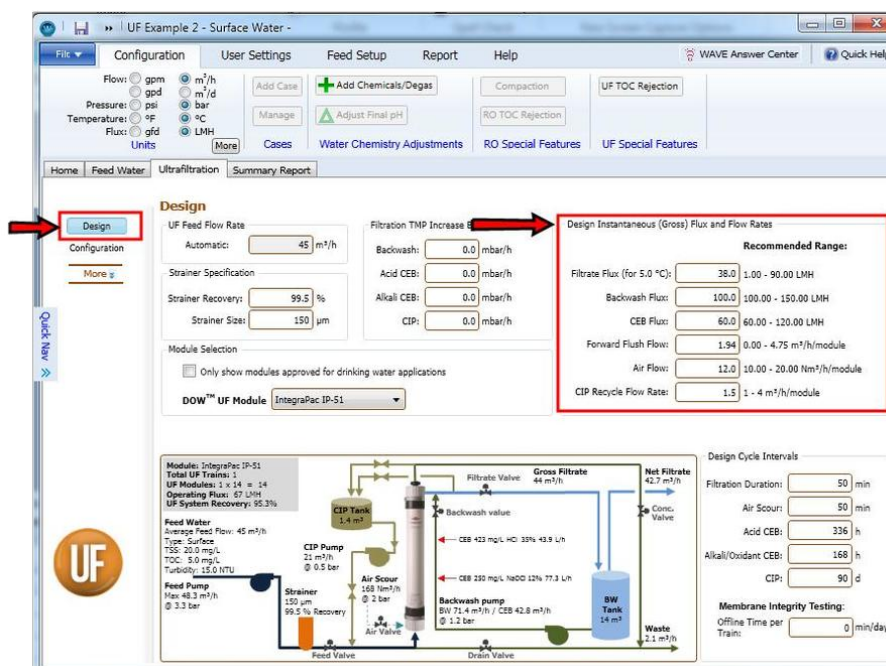 UF Example 2 - Surface Water -
File Configuration User Settings Feed Setup Report Help WAVE Answer Center Quick Help
Flow: gpm m³/h
gpd m³/d
Pressure: psi bar
Temperature: °F °C
Flux: gfd LMH
Units More
Add Case
Manage
Cases
Add Chemicals/Degas
Adjust Final pH
Water Chemistry Adjustments
Compaction
RO TOC Rejection
RO Special Features
UF TOC Rejection
UF Special Features
Home Feed Water Ultrafiltration Summary Report
Design
Configuration
More
Quick Nav
Design
UF Feed Flow Rate
Automatic: 45 m³/h
Strainer Specification
Strainer Recovery: 99.5 %
Strainer Size: 150 µm
Filtration TMP Increase
Backwash: 0.0 mbar/h
Acid CEB: 0.0 mbar/h
Alkali CEB: 0.0 mbar/h
CIP: 0.0 mbar/h
Module Selection
Only show modules approved for drinking water applications
DOW™ UF Module IntegraPac IP-51
Design Instantaneous (Gross) Flux and Flow Rates
Recommended Range:
Filtrate Flux (for 5.0 °C): 38.0 1.00 - 90.00 LMH
Backwash Flux: 100.0 100.00 - 150.00 LMH
CEB Flux: 60.0 60.00 - 120.00 LMH
Forward Flush Flow: 1.94 0.00 - 4.75 m³/h/module
Air Flow: 12.0 10.00 - 20.00 Nm³/h/module
CIP Recycle Flow Rate: 1.5 1 - 4 m³/h/module
Module: IntegraPac IP-51
Total UF Trains: 1
UF Modules: 1 x 14 = 14
Operating Flux: 67 LMH
UF System Recovery: 95.3%
Feed Water
Average Feed Flow: 45 m³/h
Type: Surface
TSS: 20.0 mg/L
TOC: 5.0 mg/L
Turbidity: 15.0 NTU
Feed Pump
Max 48.3 m³/h
@ 3.3 bar
UF
Strainer
150 µm
99.5 % Recovery
CIP Tank
1.4 m³
CIP Pump
21 m³/h
@ 0.5 bar
Air Scour
168 Nm³/h
@ 2 bar
Air Valve
Feed Valve
Filtrate Valve
Gross Filtrate
44 m³/h
Backwash value
CEB 423 mg/L HCl 35% 43.9 L/h
CEB 250 mg/L NaOCl 12% 77.3 L/h
Backwash pump
BW 71.4 m³/h / CEB 42.8 m³/h
@ 1.2 bar
Drain Valve
BW
Tank
14 m³
Net Filtrate
42.7 m³/h
Conc.
Valve
Waste
2.1 m³/h
Design Cycle Intervals
Filtration Duration: 50 min
Air Scour: 50 min
Acid CEB: 336 h
Alkali/Oxidant CEB: 168 h
CIP: 90 d
Membrane Integrity Testing:
Offline Time per
Train: 0 min/day